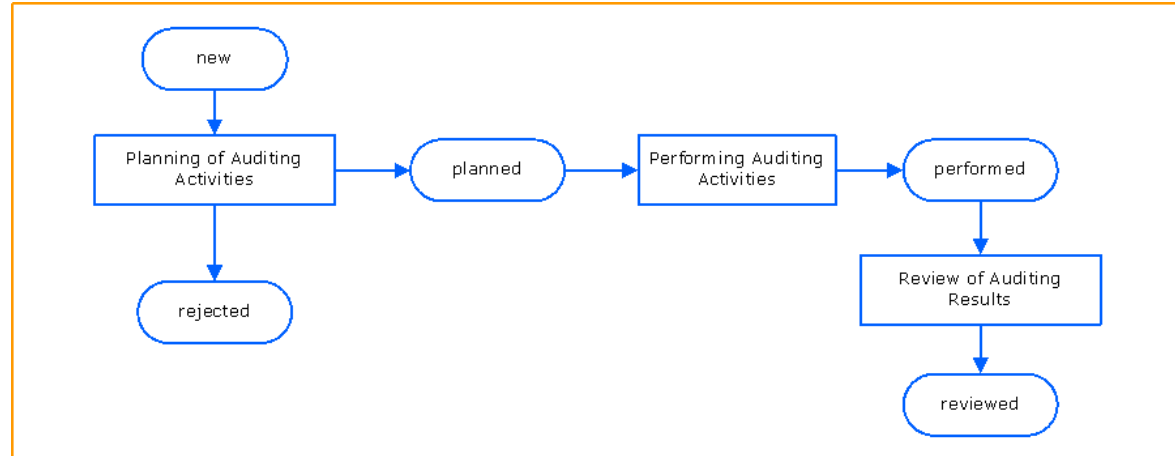 new
Planning of Auditing
Activities
planned
Performing Auditing
Activities
performed
rejected
Review of Auditing
Results
reviewed